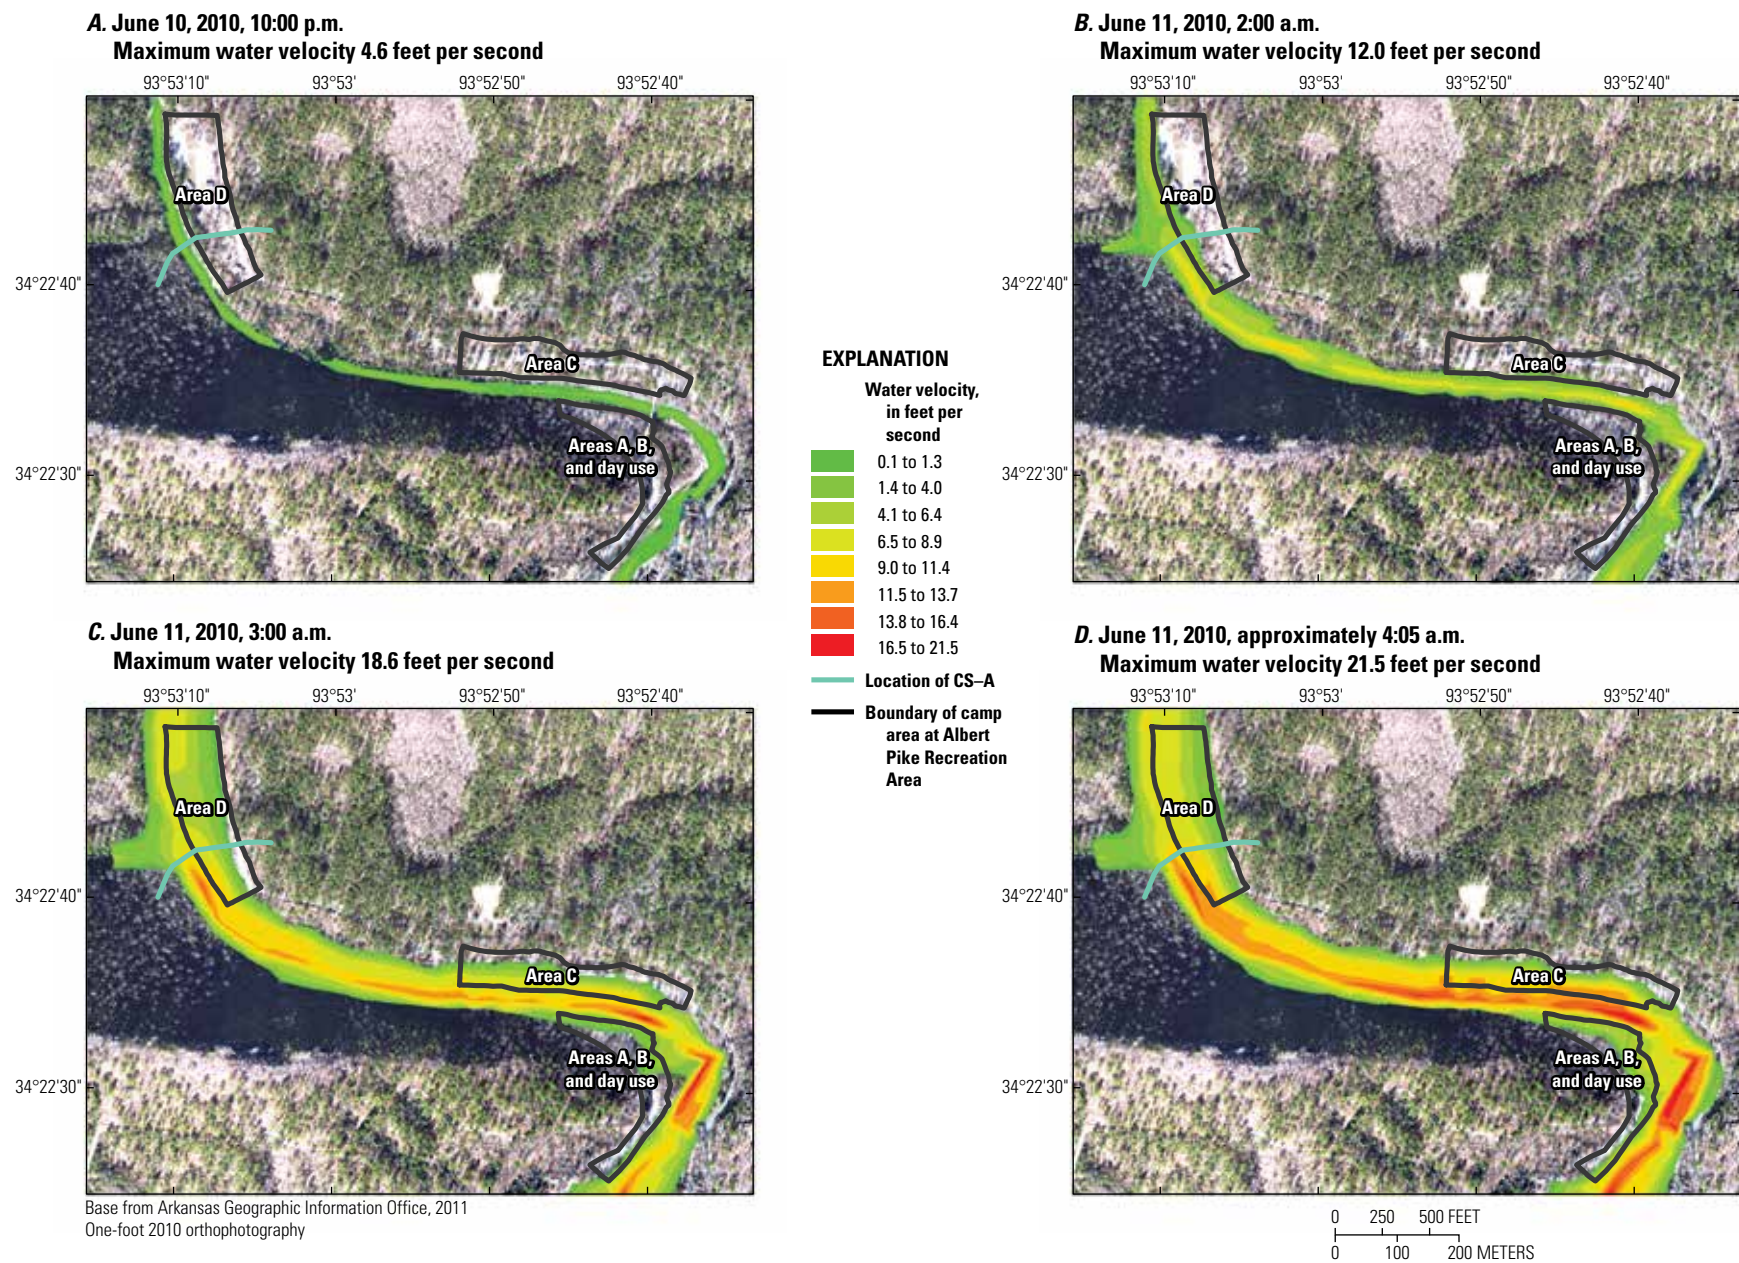 A. June 10, 2010, 10:00 p.m.
Maximum water velocity 4.6 feet per second
93°53'10"
93°53'
93°52'50"
93°52'40"
34°22'40"
34°22'30"
Area D
Area C
Areas A, B,
and day use
B. June 11, 2010, 2:00 a.m.
Maximum water velocity 12.0 feet per second
93°53'10"
93°53'
93°52'50"
93°52'40"
34°22'40"
34°22'30"
Area D
Area C
Areas A, B,
and day use
EXPLANATION
Water velocity,
in feet per
second
0.1 to 1.3
1.4 to 4.0
4.1 to 6.4
6.5 to 8.9
9.0 to 11.4
11.5 to 13.7
13.8 to 16.4
16.5 to 21.5
Location of CS–A
Boundary of camp
area at Albert
Pike Recreation
Area
C. June 11, 2010, 3:00 a.m.
Maximum water velocity 18.6 feet per second
93°53'10"
93°53'
93°52'50"
93°52'40"
34°22'40"
34°22'30"
Area D
Area C
Areas A, B,
and day use
Base from Arkansas Geographic Information Office, 2011
One-foot 2010 orthophotography
D. June 11, 2010, approximately 4:05 a.m.
Maximum water velocity 21.5 feet per second
93°53'10"
93°53'
93°52'50"
93°52'40"
34°22'40"
34°22'30"
Area D
Area C
Areas A, B,
and day use
0 250 500 FEET
0 100 200 METERS